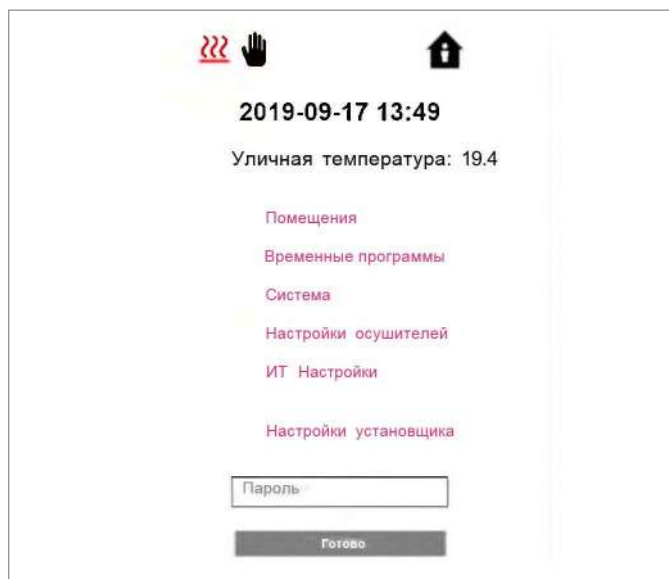 2019-09-17 13:49
Уличная температура: 19.4
Помещения
Временные программы
Система
Настройки осушителей
ИТ Настройки
Настройки установщика
Пароль
Готово